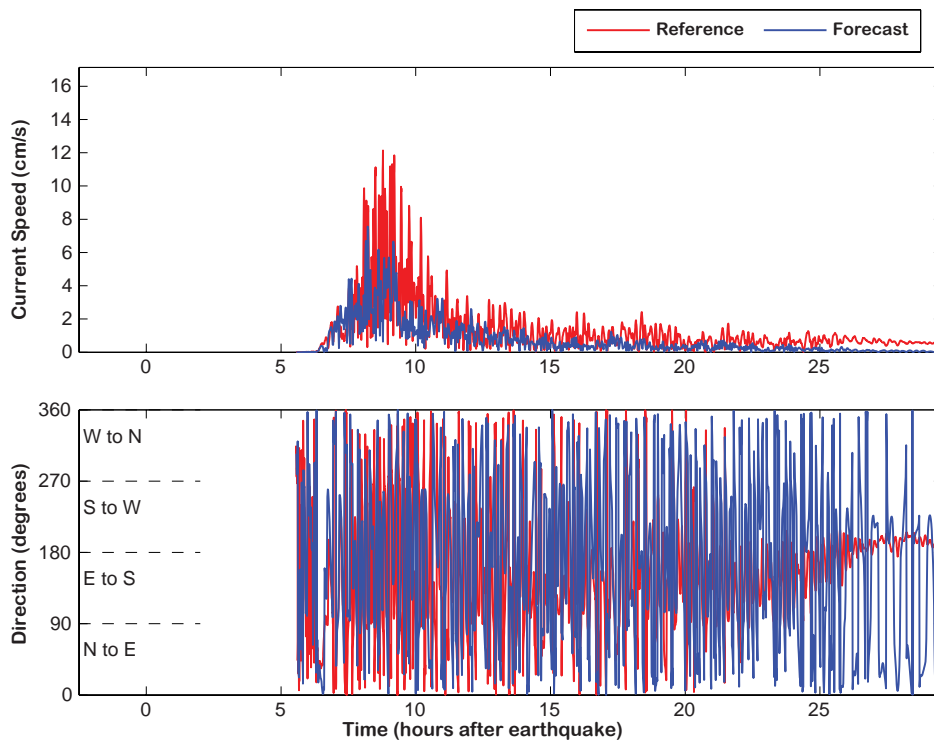 Reference Forecast
Current Speed (cm/s)
16
14
12
10
8
6
4
2
0
0 5 10 15 20 25
Direction (degrees)
360
270
180
90
0
W to N
S to W
E to S
N to E
0 5 10 15 20 25
Time (hours after earthquake)